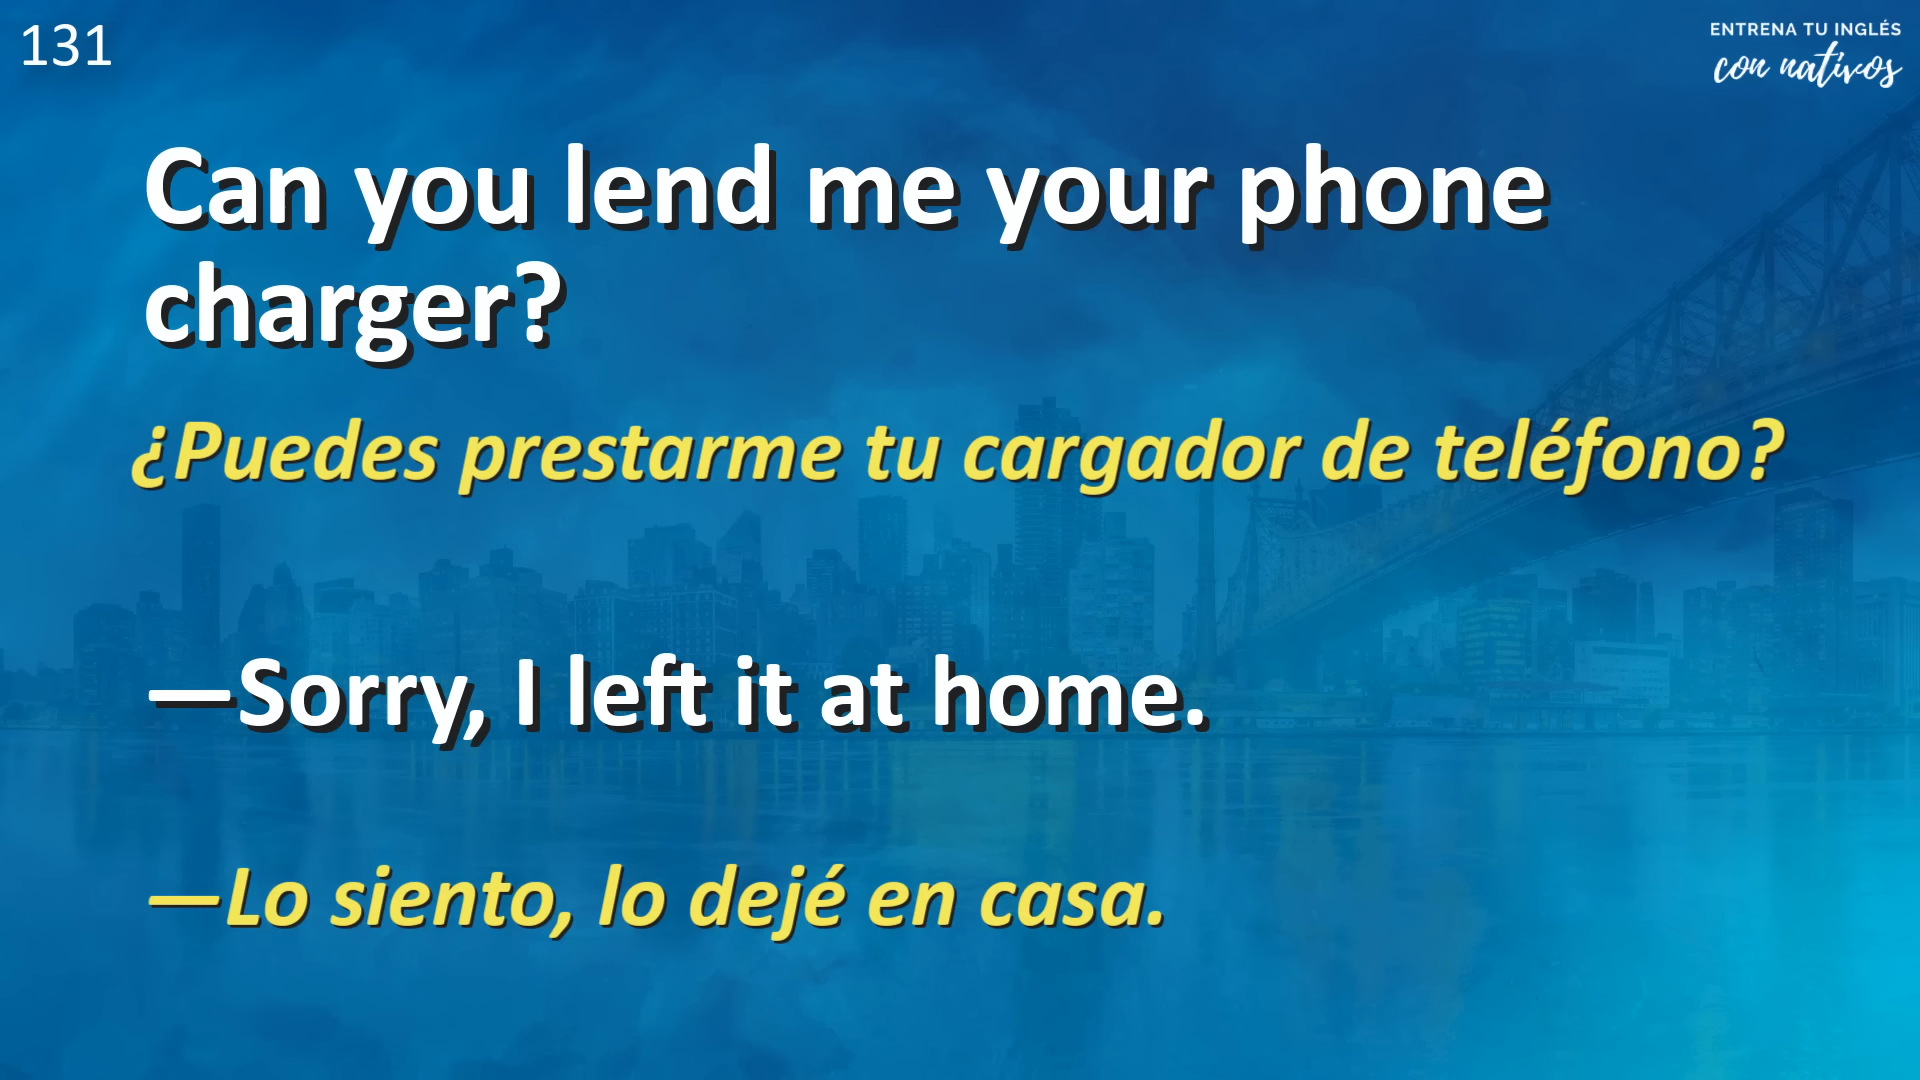 131
ENTRENA TU INGLÉS
con nativos
Can you lend me your phone
charger?
¿Puedes prestarme tu cargador de teléfono?
—Sorry, I left it at home.
—Lo siento, lo dejé en casa.